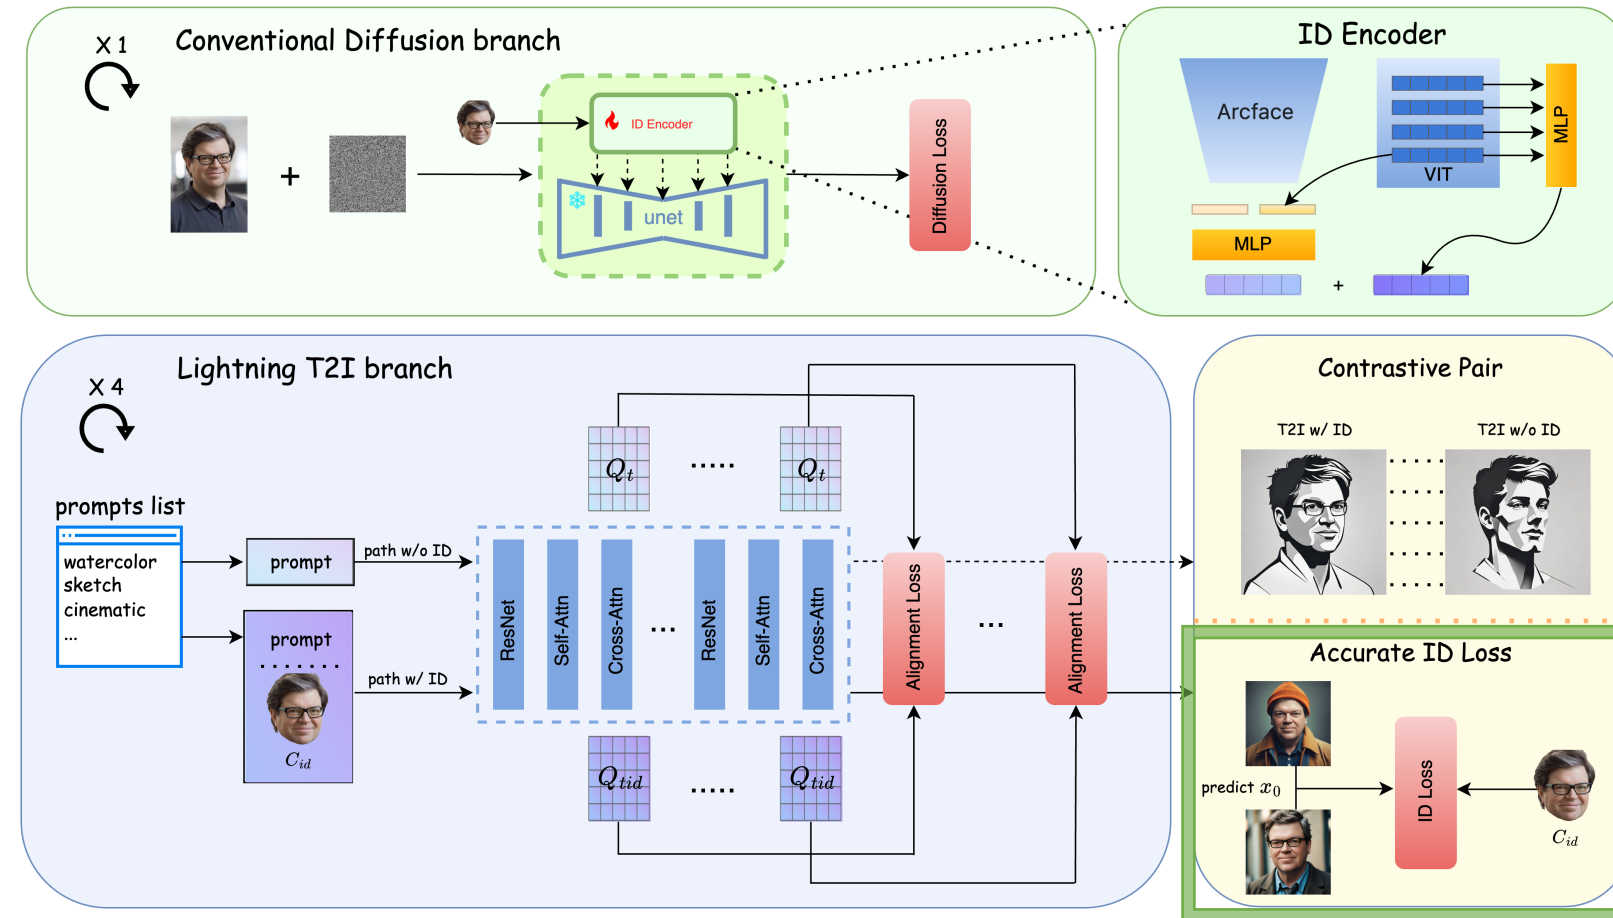 Conventional Diffusion branch
X 1
+
ID Encoder
unet
Diffusion Loss
ID Encoder
Arcface
VIT
MLP
MLP
+
Lightning T2I branch
X 4
prompts list
watercolor
sketch
cinematic
...
prompt
path w/o ID
prompt
.......
C_id
path w/ ID
Q_t
.....
Q_t
ResNet
Self-Attn
Cross-Attn
...
ResNet
Self-Attn
Cross-Attn
Q_tid
.....
Q_tid
Alignment Loss
...
Alignment Loss
Contrastive Pair
T2I w/ ID
T2I w/o ID
Accurate ID Loss
predict x_0
ID Loss
C_id